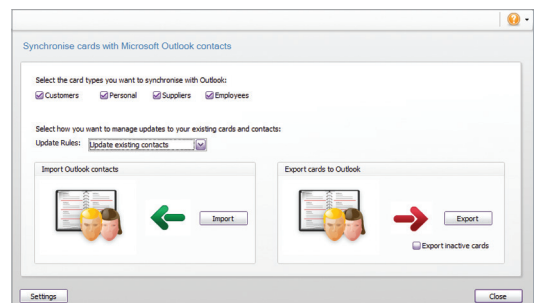 Synchronise cards with Microsoft Outlook contacts
Select the card types you want to synchronise with Outlook:
Customers Personal Suppliers Employees
Select how you want to manage updates to your existing cards and contacts:
Update Rules: Update existing contacts
Import Outlook contacts
Import
Export cards to Outlook
Export
Export inactive cards
Settings Close